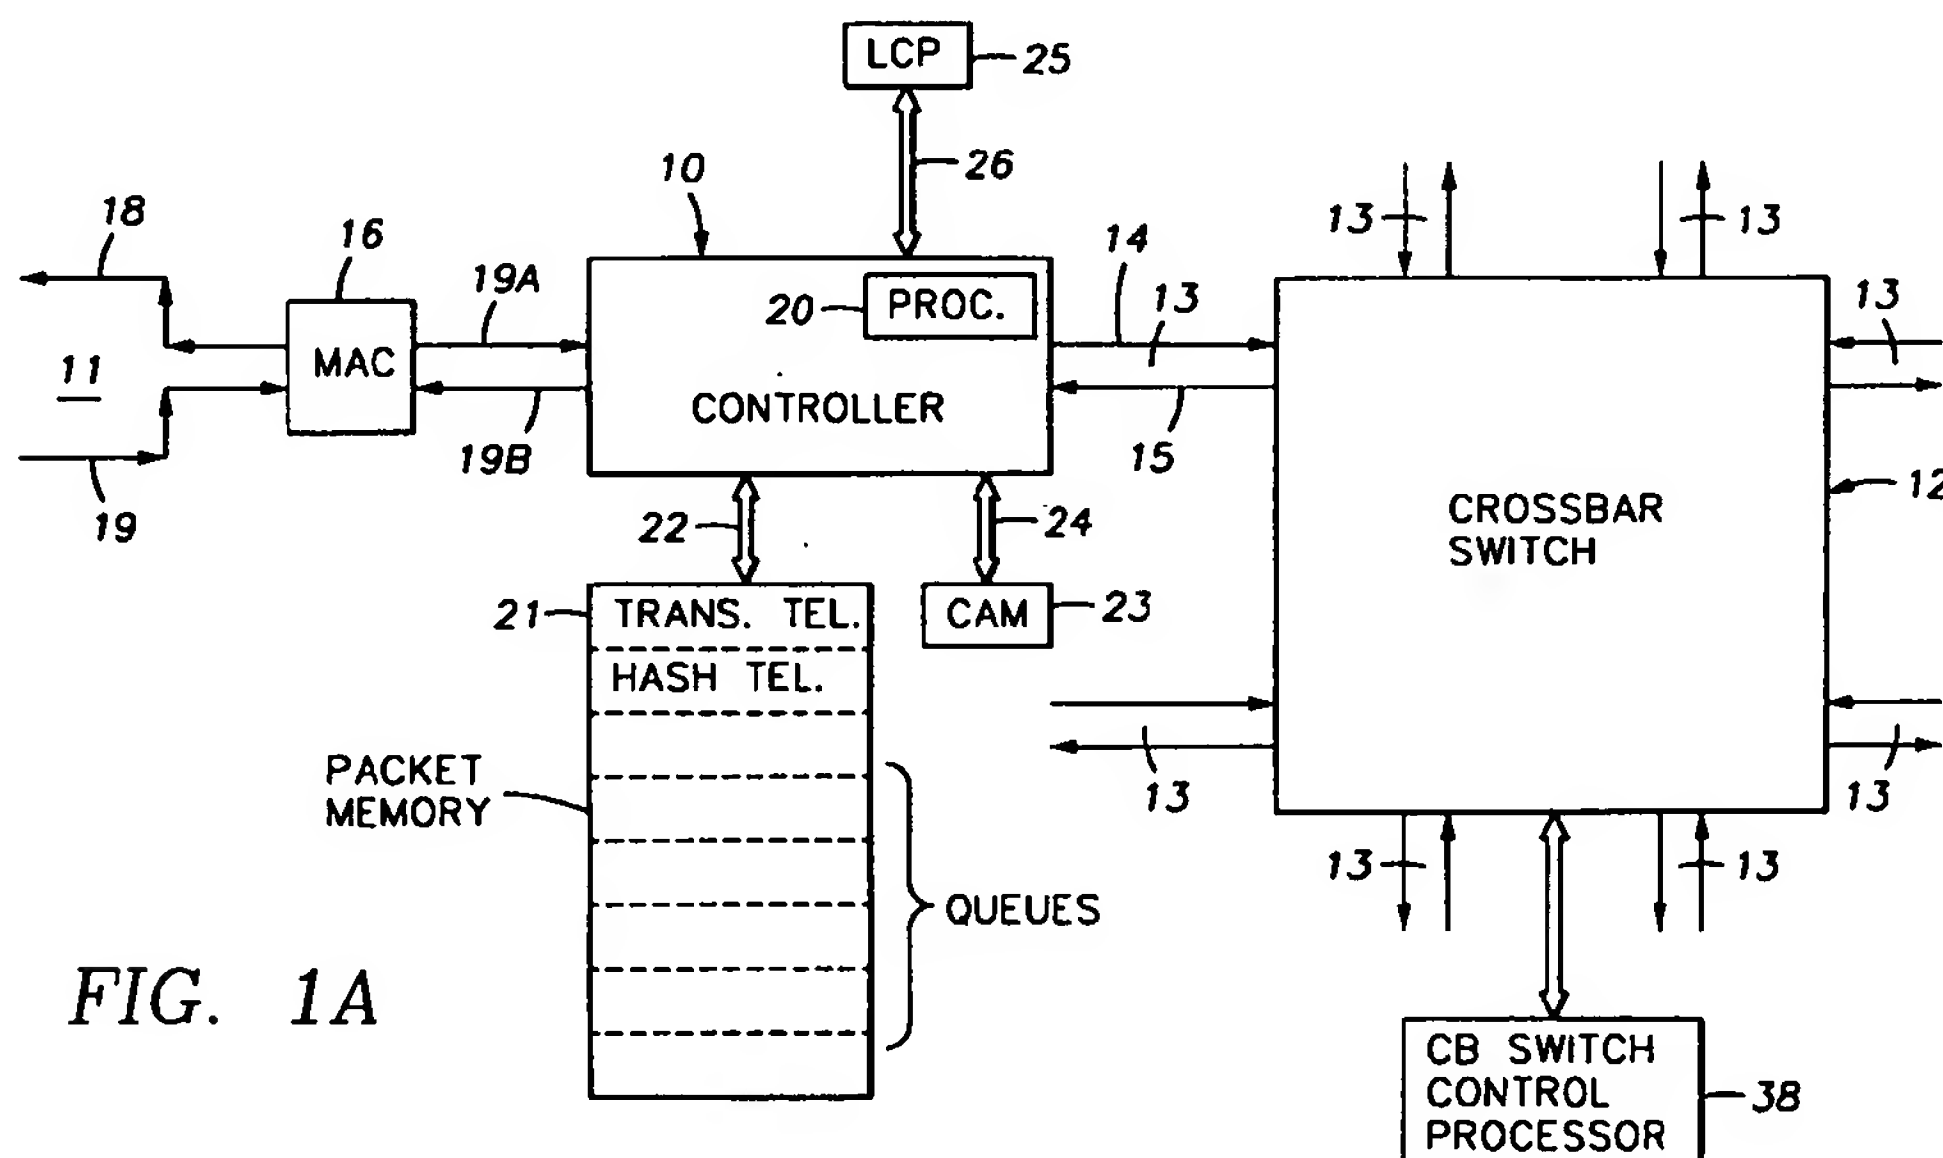 LCP
25
26
10
18
16
19A
14
13
13
13
13
20
PROC.
11
MAC
CONTROLLER
19B
15
12
19
22
24
CROSSBAR
SWITCH
21
TRANS. TEL.
CAM
23
HASH TEL.
PACKET
MEMORY
13
13
13
13
QUEUES
FIG. 1A
CB SWITCH
CONTROL
PROCESSOR
38